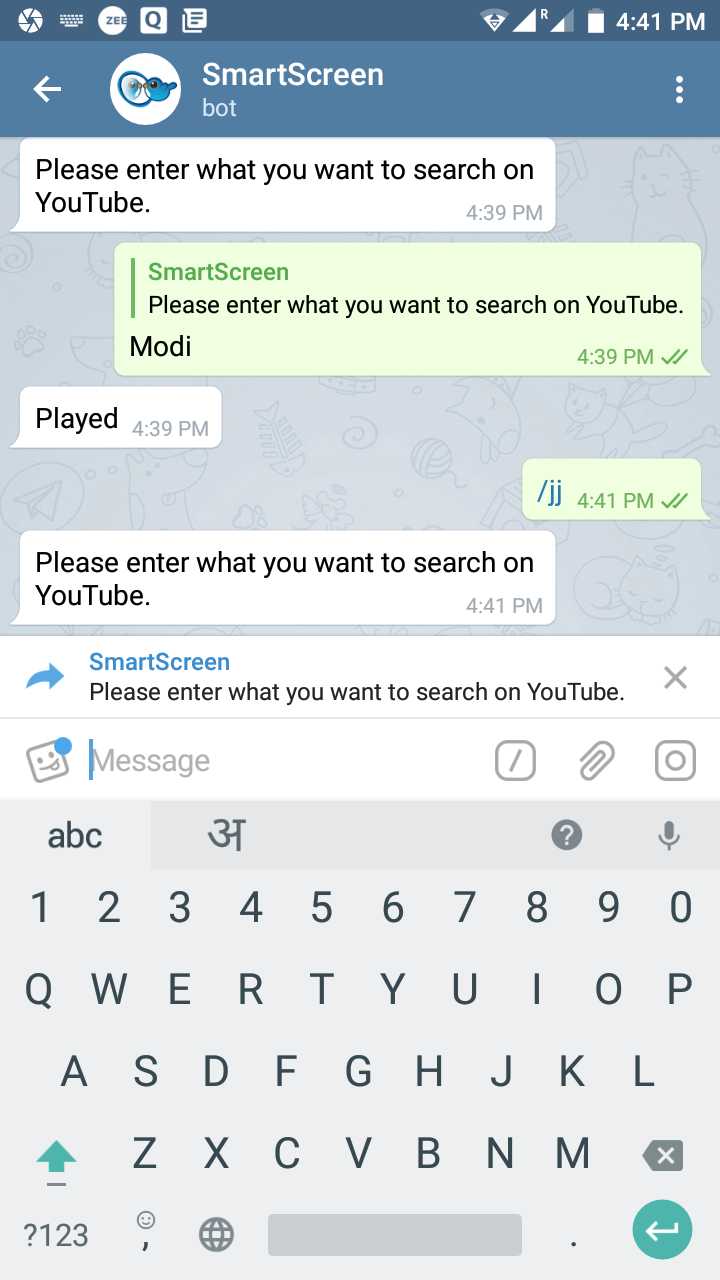 ZEE Q R 4:41 PM
SmartScreen
bot
Please enter what you want to search on
YouTube.
4:39 PM
SmartScreen
Please enter what you want to search on YouTube.
Modi
4:39 PM
Played 4:39 PM
/jj 4:41 PM
Please enter what you want to search on
YouTube.
4:41 PM
SmartScreen
Please enter what you want to search on YouTube.
Message /
abc अ ?
1 2 3 4 5 6 7 8 9 0
Q W E R T Y U I O P
A S D F G H J K L
Z X C V B N M
?123 , .